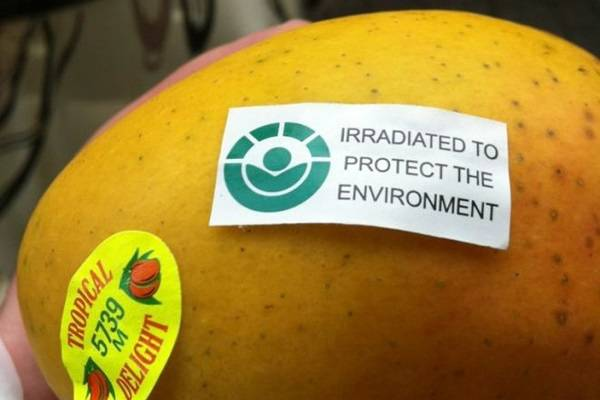 IRRADIATED TO
PROTECT THE
ENVIRONMENT
TROPICAL
5739
M
DELIGHT